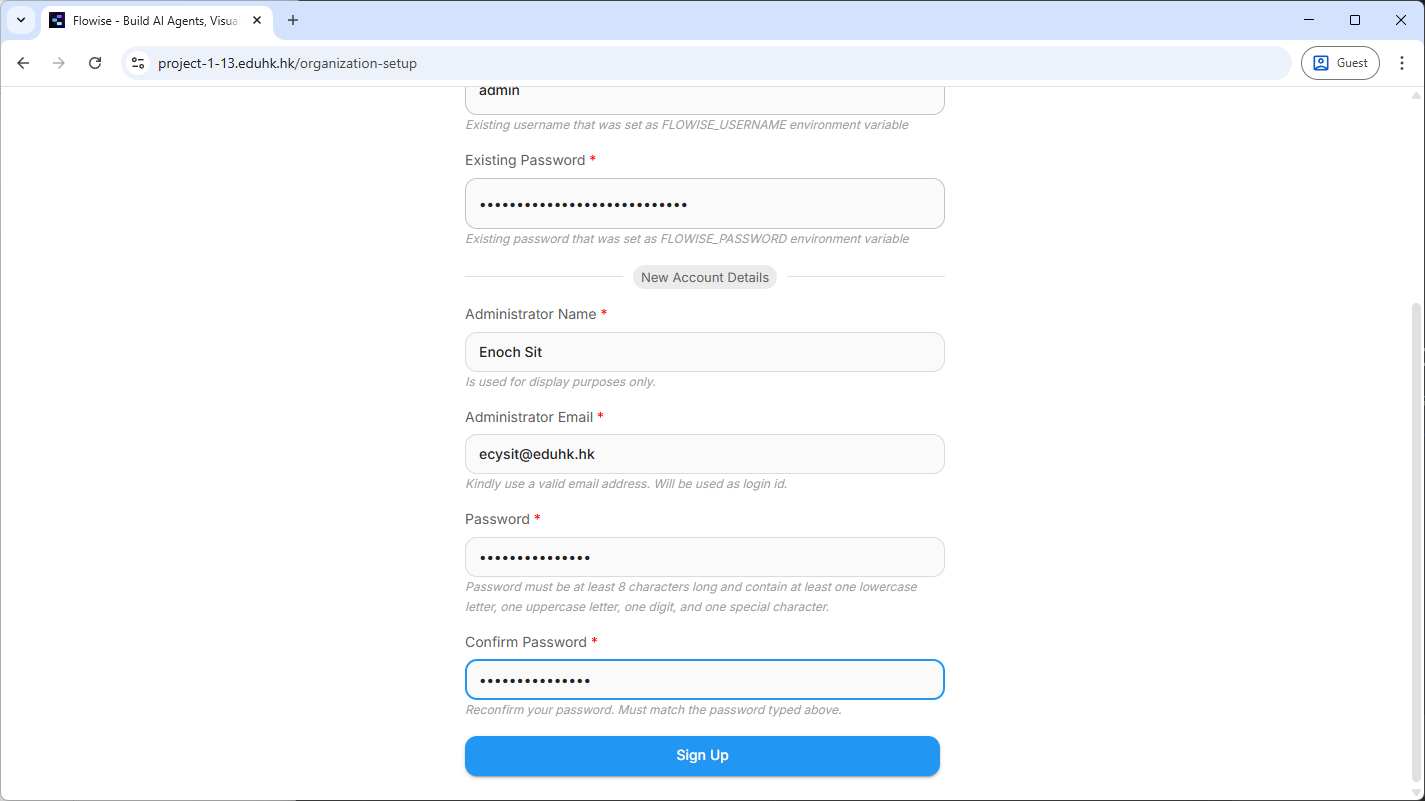 Flowise - Build AI Agents, Visua
project-1-13.eduhk.hk/organization-setup
Guest
admin
Existing username that was set as FLOWISE_USERNAME environment variable
Existing Password *
••••••••••••••••••••••••••••
Existing password that was set as FLOWISE_PASSWORD environment variable
New Account Details
Administrator Name *
Enoch Sit
Is used for display purposes only.
Administrator Email *
ecysit@eduhk.hk
Kindly use a valid email address. Will be used as login id.
Password *
•••••••••••••••
Password must be at least 8 characters long and contain at least one lowercase
letter, one uppercase letter, one digit, and one special character.
Confirm Password *
•••••••••••••••
Reconfirm your password. Must match the password typed above.
Sign Up